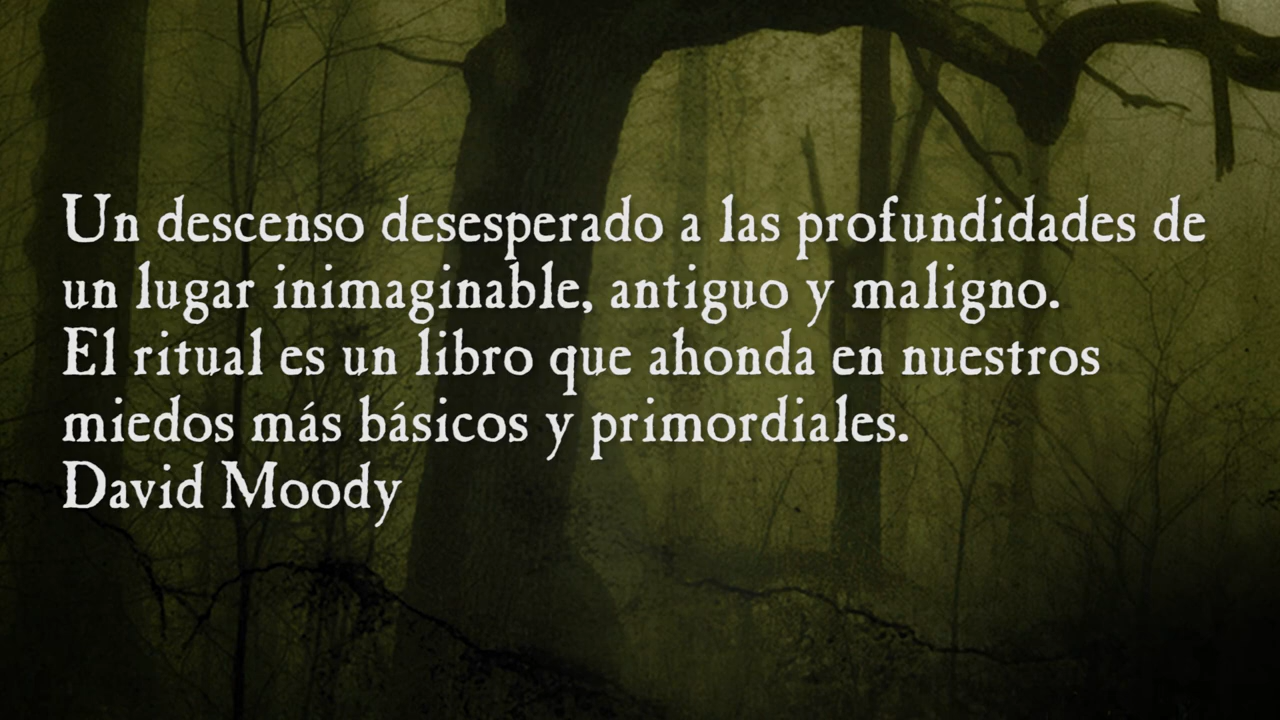 Un descenso desesperado a las profundidades de
un lugar inimaginable, antiguo y maligno.
El ritual es un libro que ahonda en nuestros
miedos más básicos y primordiales.
David Moody